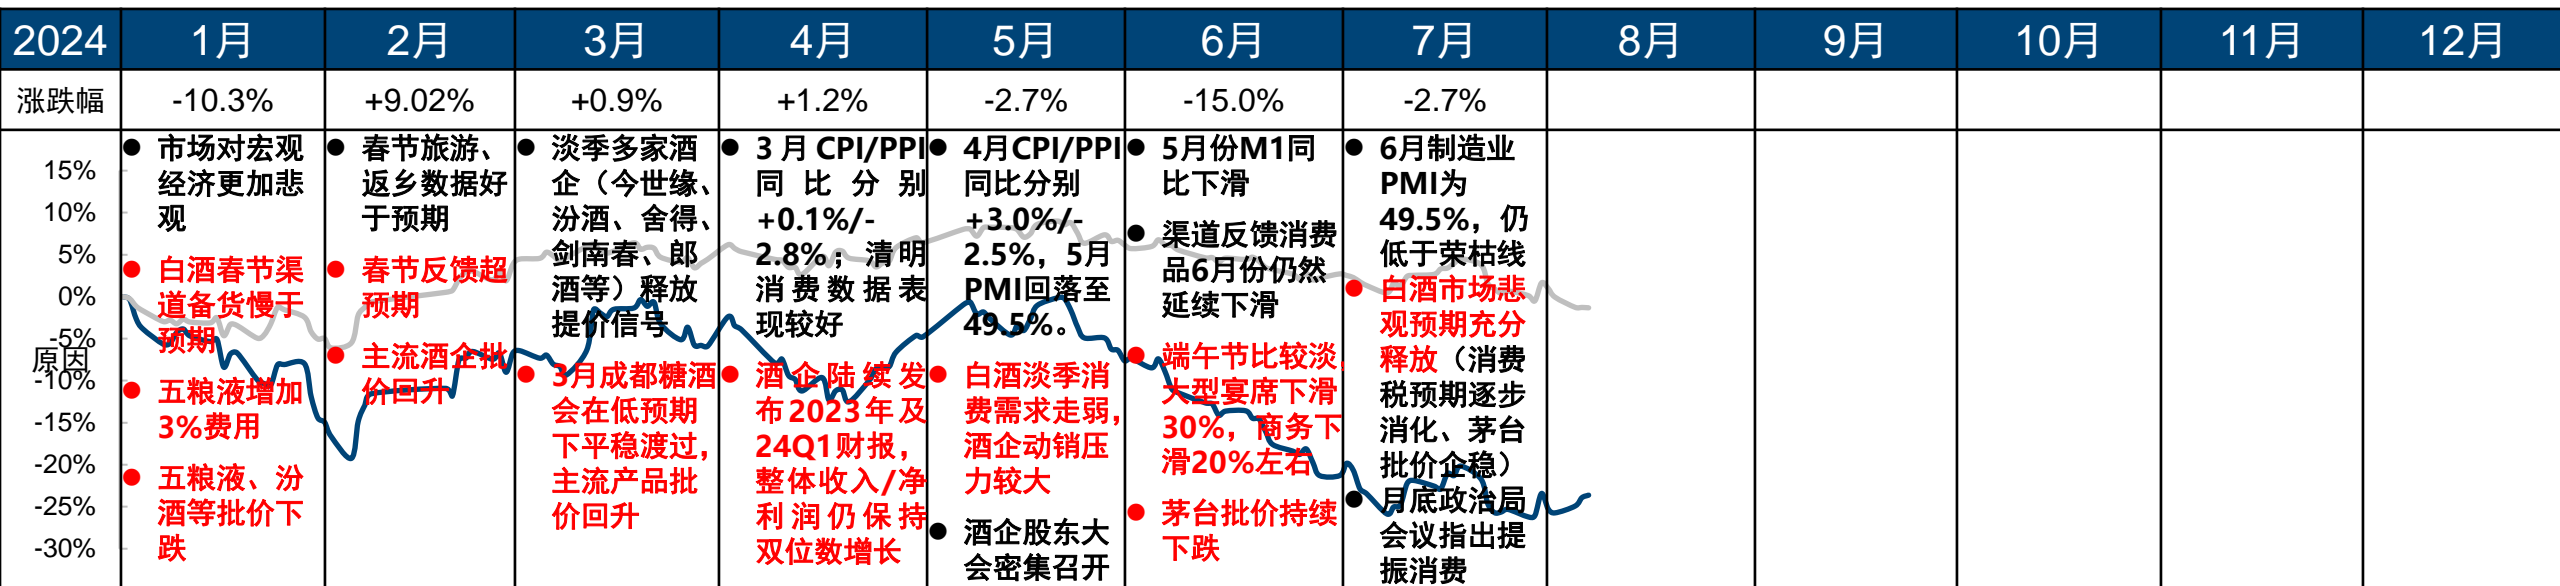 2024 1月 2月 3月 4月 5月 6月 7月 8月 9月 10月 11月 12月
涨跌幅 -10.3% +9.02% +0.9% +1.2% -2.7% -15.0% -2.7%
原因
15%
10%
5%
0%
-5%
-10%
-15%
-20%
-25%
-30%
● 市场对宏观
经济更加悲
观
● 白酒春节渠
道备货慢于
预期
● 五粮液增加
3%费用
● 五粮液、汾
酒等批价下
跌
● 春节旅游、
返乡数据好
于预期
● 春节反馈超
预期
● 主流酒企批
价回升
● 淡季多家酒
企（今世缘、
汾酒、舍得、
剑南春、郎
酒等）释放
提价信号
● 3月成都糖酒
会在低预期
下平稳渡过，
主流产品批
价回升
● 3月CPI/PPI
同比分别
+0.1%/-
2.8%；清明
消费数据表
现较好
● 酒企陆续发
布2023年及
24Q1财报，
整体收入/净
利润仍保持
双位数增长
● 4月CPI/PPI
同比分别
+3.0%/-
2.5%，5月
PMI回落至
49.5%。
● 白酒淡季消
费需求走弱，
酒企动销压
力较大
● 酒企股东大
会密集召开
● 5月份M1同
比下滑
● 渠道反馈消费
品6月份仍然
延续下滑
● 端午节比较淡，
大型宴席下滑
30%，商务下
滑20%左右
● 茅台批价持续
下跌
● 6月制造业
PMI为
49.5%，仍
低于荣枯线
● 白酒市场悲
观预期充分
释放（消费
税预期逐步
消化、茅台
批价企稳）
● 月底政治局
会议指出提
振消费